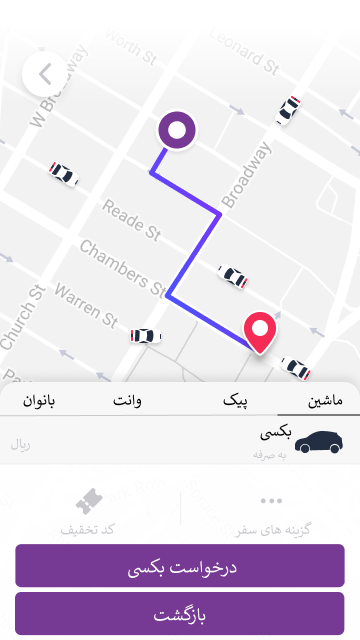 Worth St
Leonard St
W Broadway
Broadway
Reade St
Chambers St
Warren St
Church St
ماشین
پیک
وانت
بانوان
بکسی
به صرفه
ریال
گزینه های سفر
کد تخفیف
درخواست بکسی
بازگشت